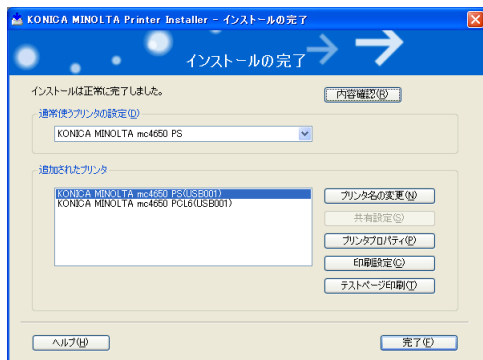 KONICA MINOLTA Printer Installer - インストールの完了
インストールの完了
インストールは正常に完了しました。
内容確認(R)
通常使うプリンタの設定(D)
KONICA MINOLTA mc4650 PS
追加されたプリンタ
KONICA MINOLTA mc4650 PS(USB001)
KONICA MINOLTA mc4650 PCL6(USB001)
プリンタ名の変更(N)
共有設定(S)
プリンタプロパティ(P)
印刷設定(C)
テストページ印刷(T)
ヘルプ(H)
完了(F)